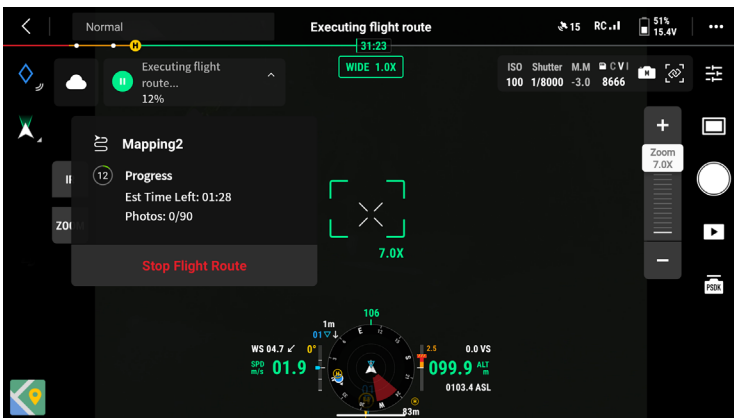 Normal
Executing flight route
15
RC
51%
15.4V
H
31:23
Executing flight
route...
12%
WIDE 1.0X
ISO Shutter M.M C V I
100 1/8000 -3.0 8666
Mapping2
12 Progress
Est Time Left: 01:28
Photos: 0/90
Stop Flight Route
ZOO
Zoom
7.0X
7.0X
PSDK
106
1m
01
WS 04.7
0°
2.5
0.0 VS
SPD
m/s
01.9
099.9
ALT
m
0103.4 ASL
E
12
S
W
83m